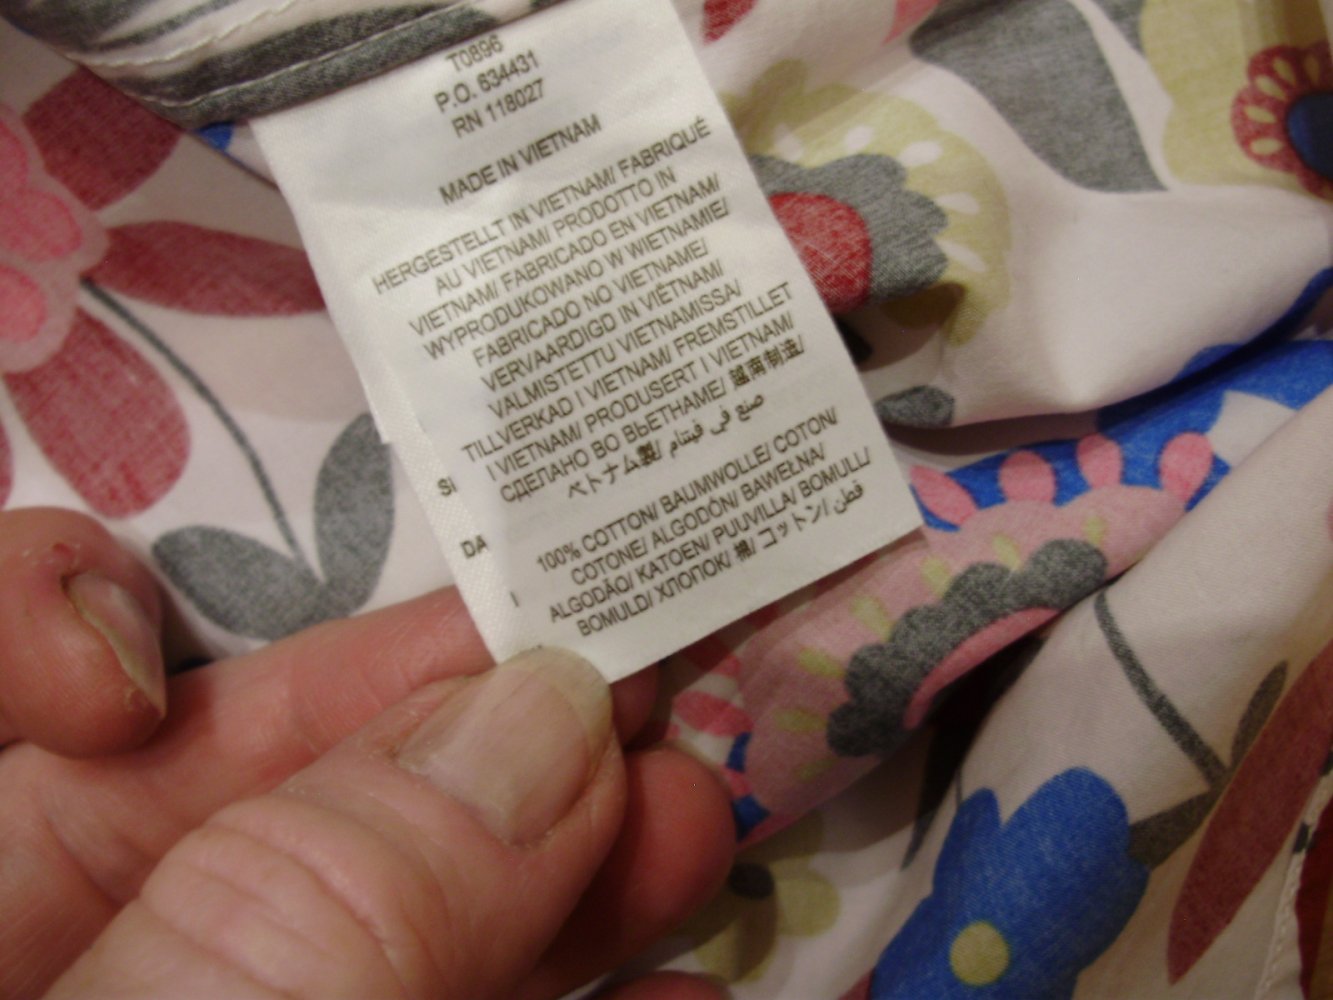 T0896
P.O. 634431
RN 118027
MADE IN VIETNAM
HERGESTELLT IN VIETNAM/ FABRIQUÉ
AU VIETNAM/ PRODOTTO IN
VIETNAM/ FABRICADO EN VIETNAM/
WYPRODUKOWANO W WIETNAMIE/
FABRICADO NO VIETNAME/
VERVAARDIGD IN VIËTNAM/
VALMISTETTU VIETNAMISSA/
TILLVERKAD I VIETNAM/ FREMSTILLET
I VIETNAM/ PRODUSERT I VIETNAM/
СДЕЛАНО ВО ВЬЕТНАМЕ/ 越南制造/
ベトナム製/ صنع في فيتنام
100% COTTON/ BAUMWOLLE/ COTON/
COTONE/ ALGODÓN/ BAWEŁNA/
ALGODÃO/ KATOEN/ PUUVILLA/ BOMULL/
BOMULD/ ХЛОПОК/ 棉/ コットン/ قطن
SI
DA